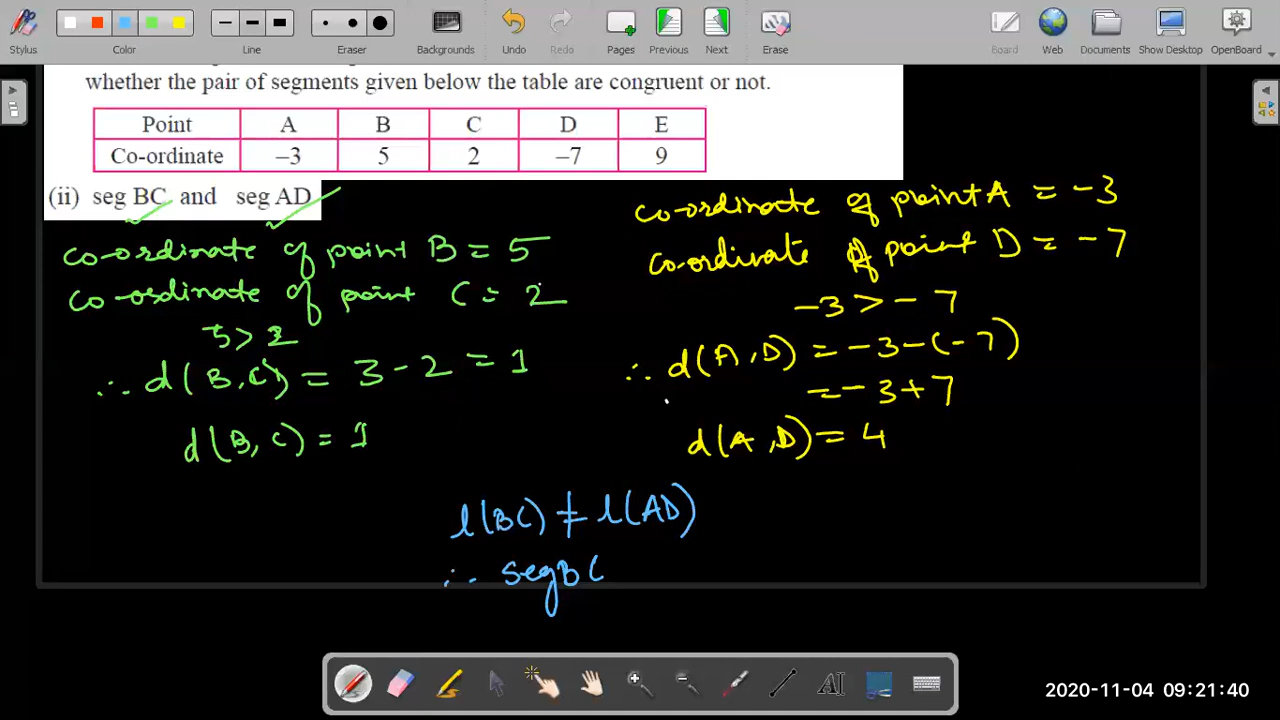 Stylus Color Line Eraser Backgrounds Undo Redo Pages Previous Next Erase Board Web Documents Show Desktop OpenBoard
whether the pair of segments given below the table are congruent or not.
Point A B C D E
Co-ordinate –3 5 2 –7 9
(ii) seg BC and seg AD
co-ordinate of point B = 5
co-ordinate of point C = 2
5 > 2
∴ d(B,C) = 3 - 2 = 1
d(B, C) = 1
co-ordinate of point A = -3
co-ordinate of point D = -7
-3 > -7
∴ d(A,D) = -3-(-7)
= -3+7
d(A,D) = 4
l(BC) ≠ l(AD)
∴ seg BC
2020-11-04 09:21:40